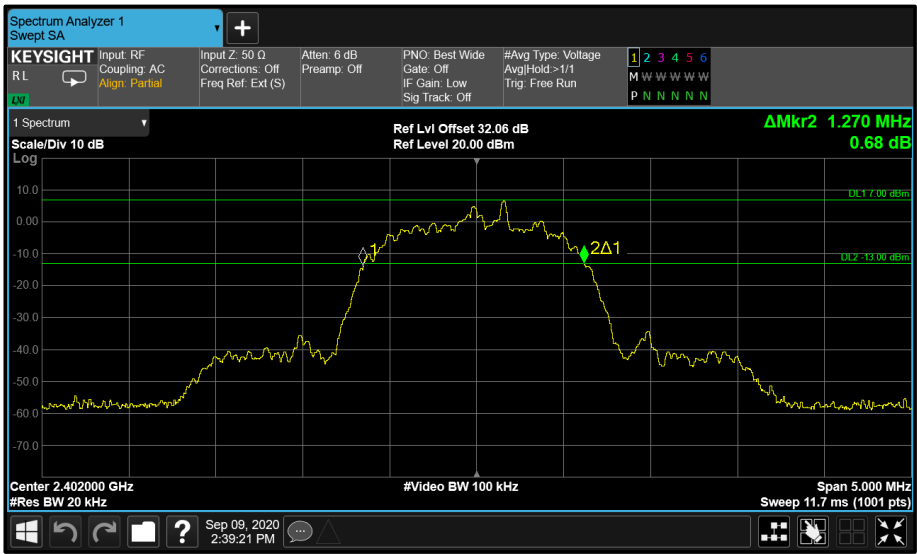 Spectrum Analyzer 1
Swept SA
+
KEYSIGHT Input: RF Input Z: 50 Ω Atten: 6 dB PNO: Best Wide #Avg Type: Voltage 1 2 3 4 5 6
R L Coupling: AC Corrections: Off Preamp: Off Gate: Off Avg|Hold:>1/1 M W W W W W
Align: Partial Freq Ref: Ext (S) IF Gain: Low Trig: Free Run
LXI Sig Track: Off P N N N N N
1 Spectrum
ΔMkr2 1.270 MHz
Ref Lvl Offset 32.06 dB
Scale/Div 10 dB Ref Level 20.00 dBm 0.68 dB
Log
10.0
DL1 7.00 dBm
0.00
1
2Δ1
-10.0
DL2 -13.00 dBm
-20.0
-30.0
-40.0
-50.0
-60.0
-70.0
Center 2.402000 GHz #Video BW 100 kHz Span 5.000 MHz
#Res BW 20 kHz Sweep 11.7 ms (1001 pts)
?
Sep 09, 2020
2:39:21 PM